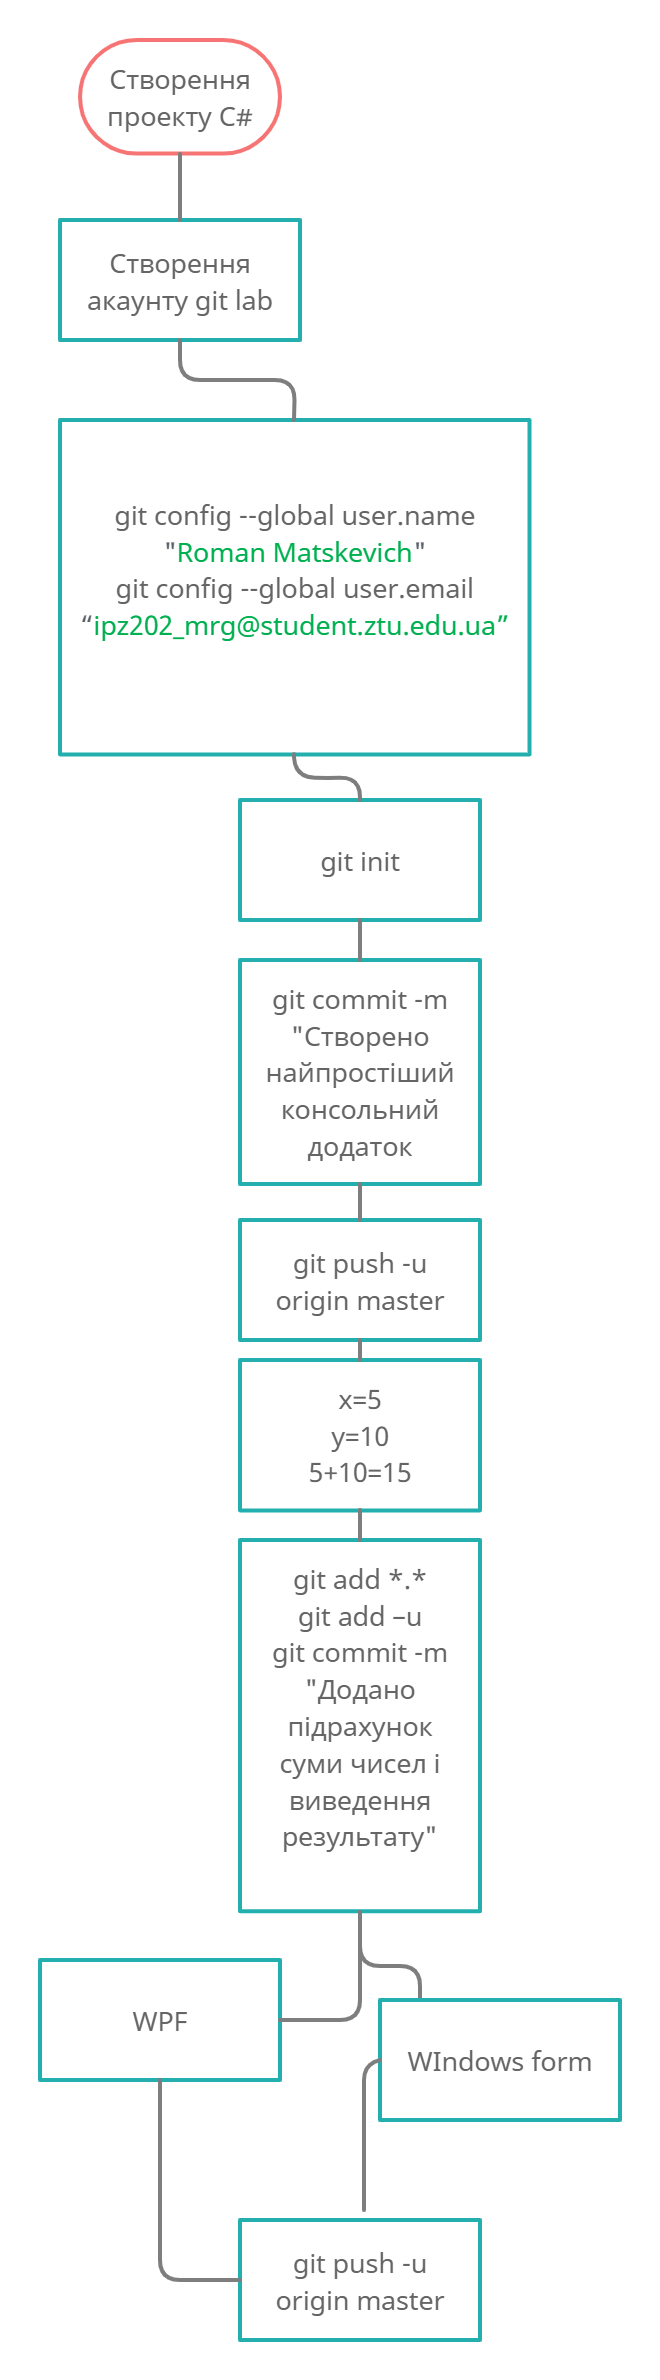 Створення
проекту C#
Створення
акаунту git lab
git config --global user.name
"Roman Matskevich"
git config --global user.email
“ipz202_mrg@student.ztu.edu.ua”
git init
git commit -m
"Створено
найпростіший
консольний
додаток
git push -u
origin master
x=5
y=10
5+10=15
git add *.*
git add –u
git commit -m
"Додано
підрахунок
суми чисел і
виведення
результату"
WPF
WIndows form
git push -u
origin master